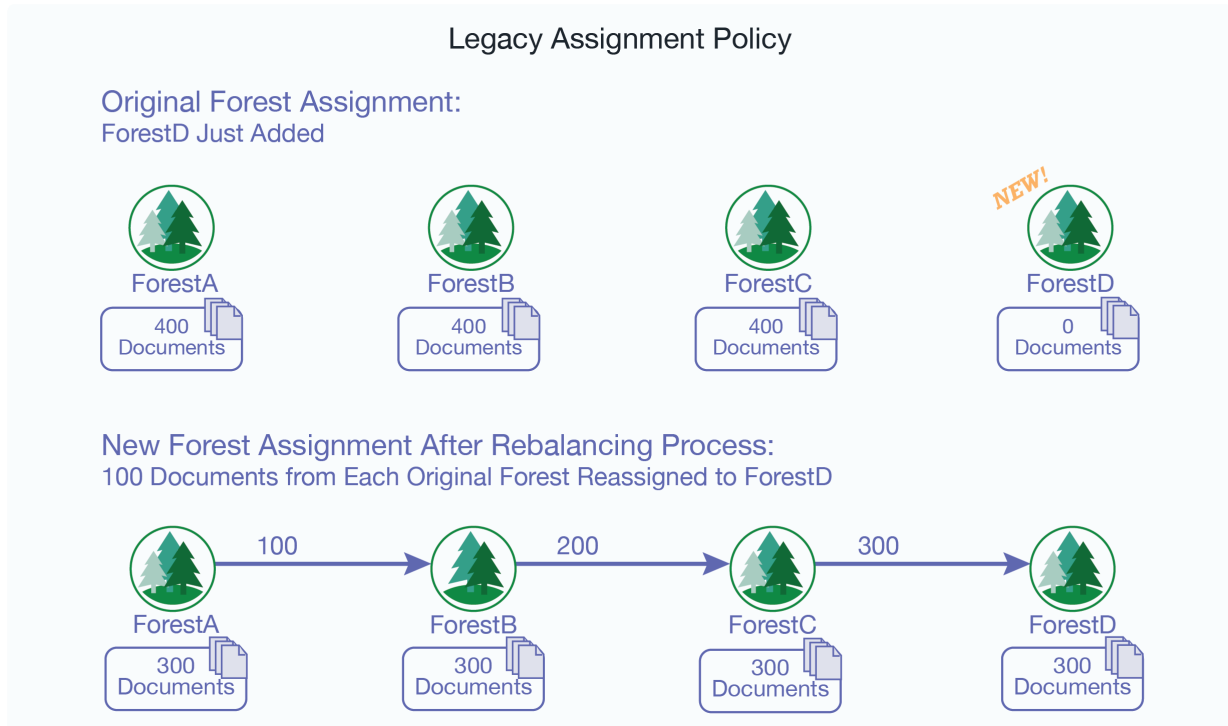 Legacy Assignment Policy
Original Forest Assignment:
ForestD Just Added
NEW!
ForestA
ForestB
ForestC
ForestD
400
Documents
400
Documents
400
Documents
0
Documents
New Forest Assignment After Rebalancing Process:
100 Documents from Each Original Forest Reassigned to ForestD
100
200
300
ForestA
ForestB
ForestC
ForestD
300
Documents
300
Documents
300
Documents
300
Documents